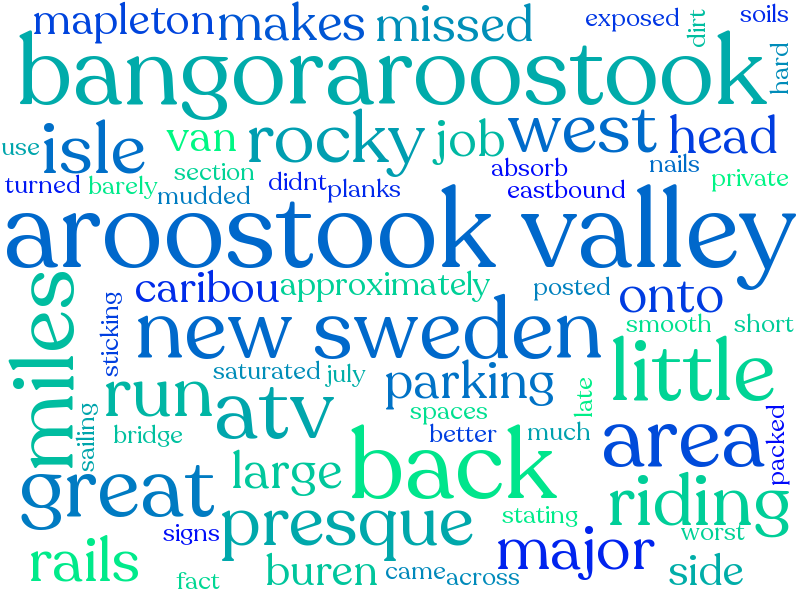 mapleton makes missed exposed dirt soils
bangoraroostook hard
use isle van rocky job west head
section absorb nails
turned barely mudded didnt planks eastbound private
aroostook valley
miles caribou approximately posted onto
sticking new sweden smooth short
saturated july parking little
run atv spaces late
sailing bridge better much area packed
great large back riding
presque stating
signs major worst
rails fact buren came across side